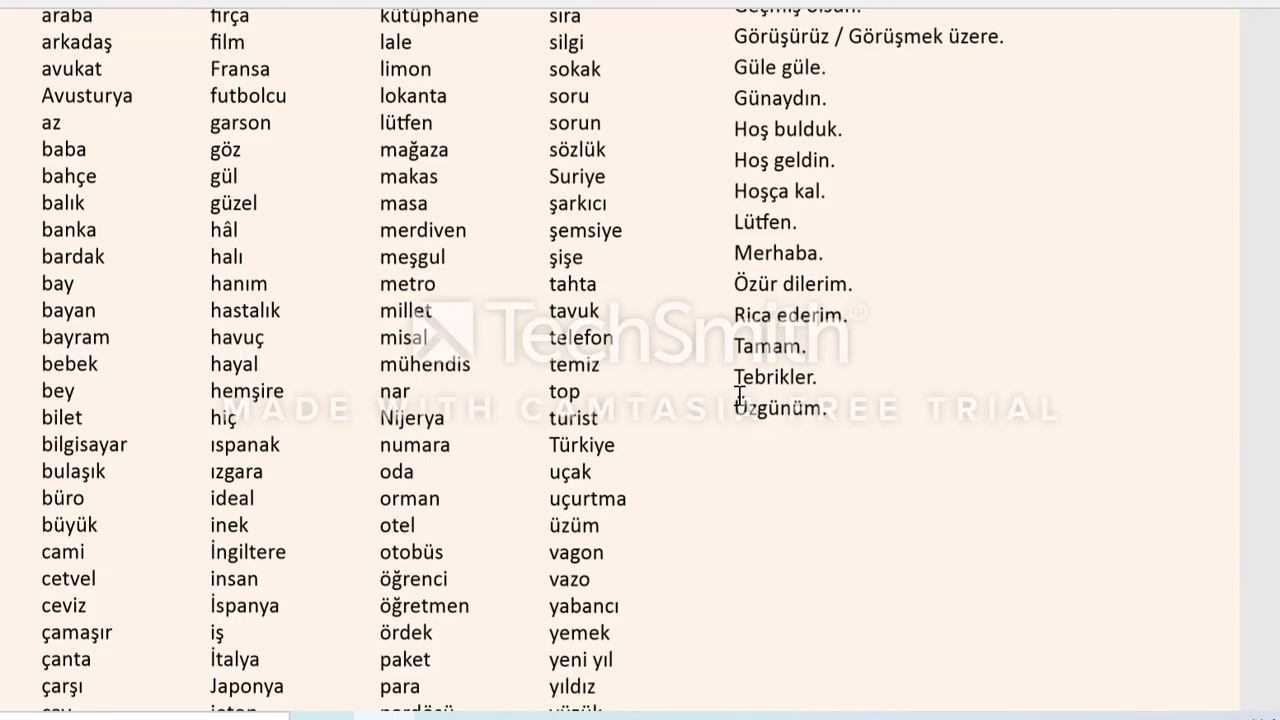 araba
arkadaş
avukat
Avusturya
az
baba
bahçe
balık
banka
bardak
bay
bayan
bayram
bebek
bey
bilet
bilgisayar
bulaşık
büro
büyük
cami
cetvel
ceviz
çamaşır
çanta
çarşı
fırça
film
Fransa
futbolcu
garson
göz
gül
güzel
hâl
halı
hanım
hastalık
havuç
hayal
hemşire
hiç
ıspanak
ızgara
ideal
inek
İngiltere
insan
İspanya
iş
İtalya
Japonya
kütüphane
lale
limon
lokanta
lütfen
mağaza
makas
masa
merdiven
meşgul
metro
millet
misal
mühendis
nar
Nijerya
numara
oda
orman
otel
otobüs
öğrenci
öğretmen
ördek
paket
para
sıra
silgi
sokak
soru
sorun
sözlük
Suriye
şarkıcı
şemsiye
şişe
tahta
tavuk
telefon
temiz
top
turist
Türkiye
uçak
uçurtma
üzüm
vagon
vazo
yabancı
yemek
yeni yıl
yıldız
Geçmiş olsun.
Görüşürüz / Görüşmek üzere.
Güle güle.
Günaydın.
Hoş bulduk.
Hoş geldin.
Hoşça kal.
Lütfen.
Merhaba.
Özür dilerim.
Rica ederim.
Tamam.
Tebrikler.
Üzgünüm.
TechSmith®
MADE WITH CAMTASIA FREE TRIAL